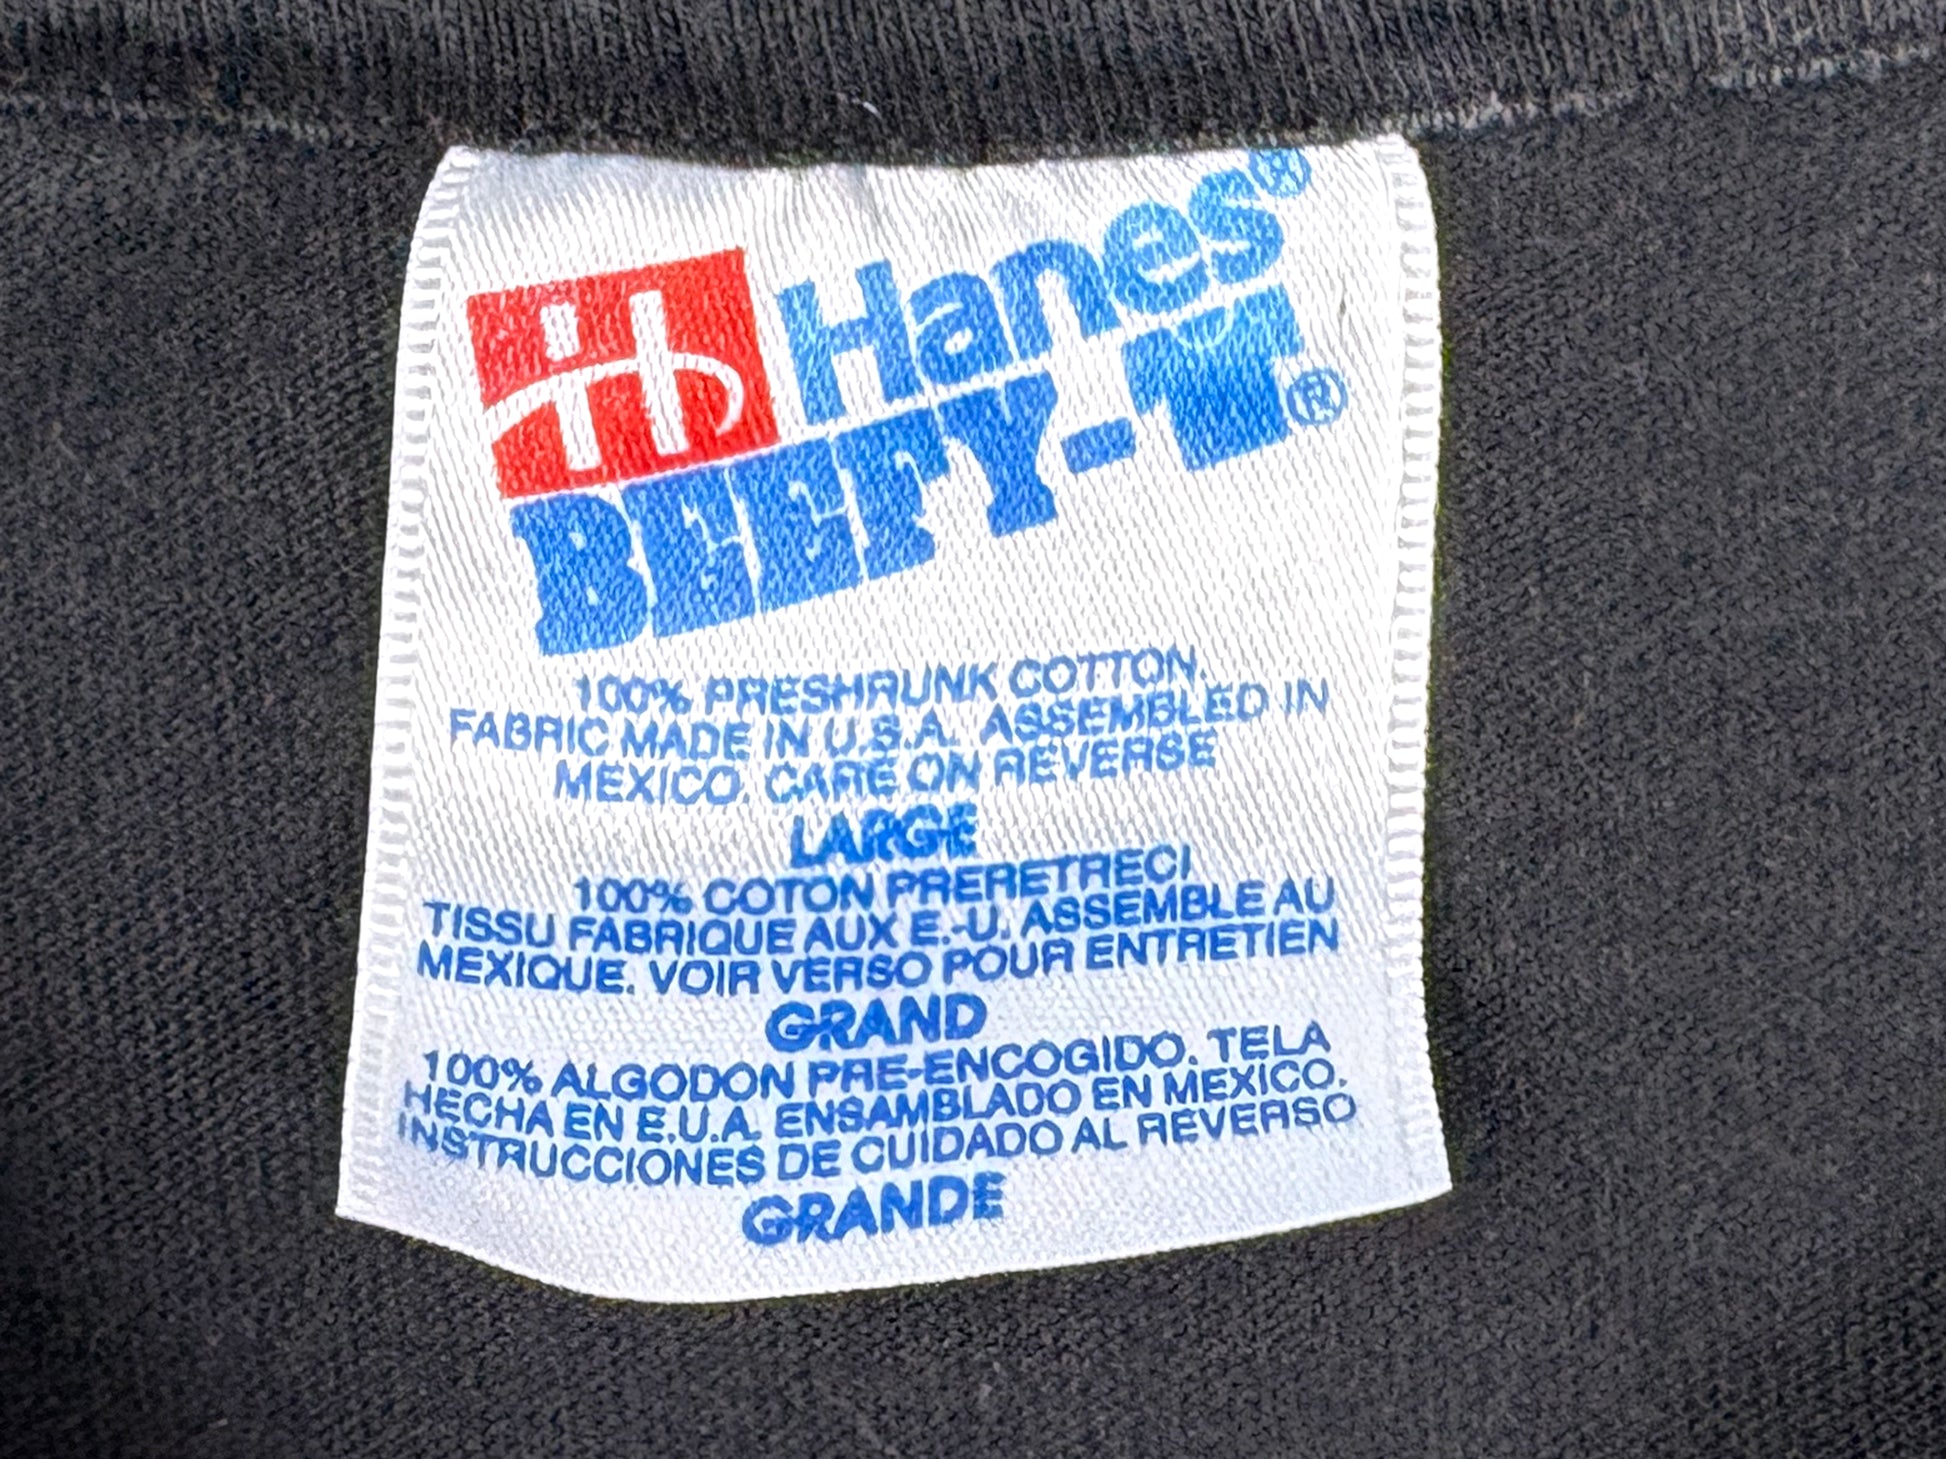 Hanes®
BEEFY-T®
100% PRESHRUNK COTTON.
FABRIC MADE IN U.S.A. ASSEMBLED IN
MEXICO. CARE ON REVERSE
LARGE
100% COTON PRERETRECI
TISSU FABRIQUE AUX E.-U. ASSEMBLE AU
MEXIQUE. VOIR VERSO POUR ENTRETIEN
GRAND
100% ALGODON PRE-ENCOGIDO. TELA
HECHA EN E.U.A. ENSAMBLADO EN MEXICO.
INSTRUCCIONES DE CUIDADO AL REVERSO
GRANDE